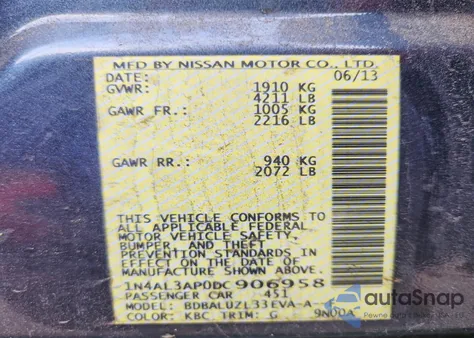 MFD BY NISSAN MOTOR CO., LTD.
DATE: 06/13
GVWR: 1910 KG
4211 LB
GAWR FR.: 1005 KG
2216 LB
GAWR RR.: 940 KG
2072 LB
THIS VEHICLE CONFORMS TO
ALL APPLICABLE FEDERAL
MOTOR VEHICLE SAFETY,
BUMPER, AND THEFT
PREVENTION STANDARDS IN
EFFECT ON THE DATE OF
MANUFACTURE SHOWN ABOVE.
1N4AL3AP0DC906958
PASSENGER CAR 451
MODEL: BDBALUZL33EVA-A
COLOR: KBC TRIM: G
autoSnap